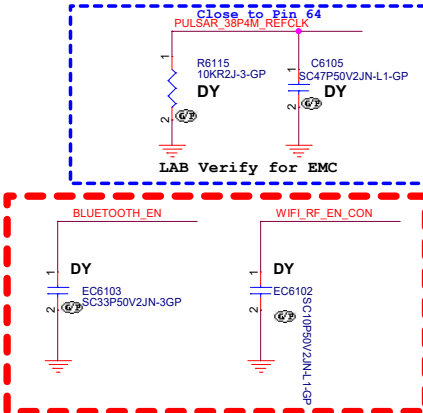 Close to Pin 64
PULSAR_38P4M_REFCLK
1
R6115
10KR2J-3-GP
DY
2
G/P
1
C6105
SC47P50V2JN-L1-GP
DY
2
G/P
LAB Verify for EMC
BLUETOOTH_EN
1
DY
EC6103
SC33P50V2JN-3GP
2
G/P
WIFI_RF_EN_CON
1
DY
EC6102
SC10P50V2JN-L1-GP
2
G/P